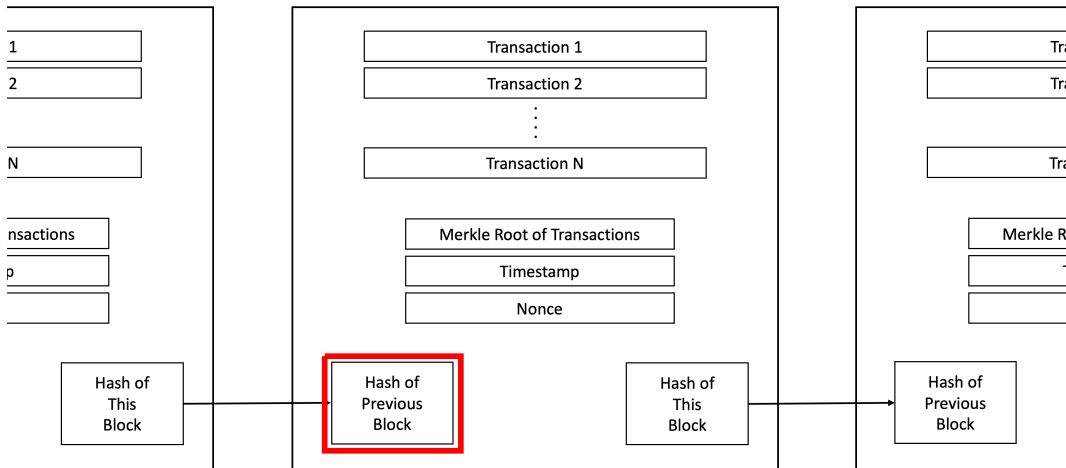 1
2
N
nsactions
p
Hash of
This
Block
Transaction 1
Transaction 2
Transaction N
Merkle Root of Transactions
Timestamp
Nonce
Hash of
Previous
Block
Hash of
This
Block
Tra
Tra
Tra
Merkle R
T
Hash of
Previous
Block